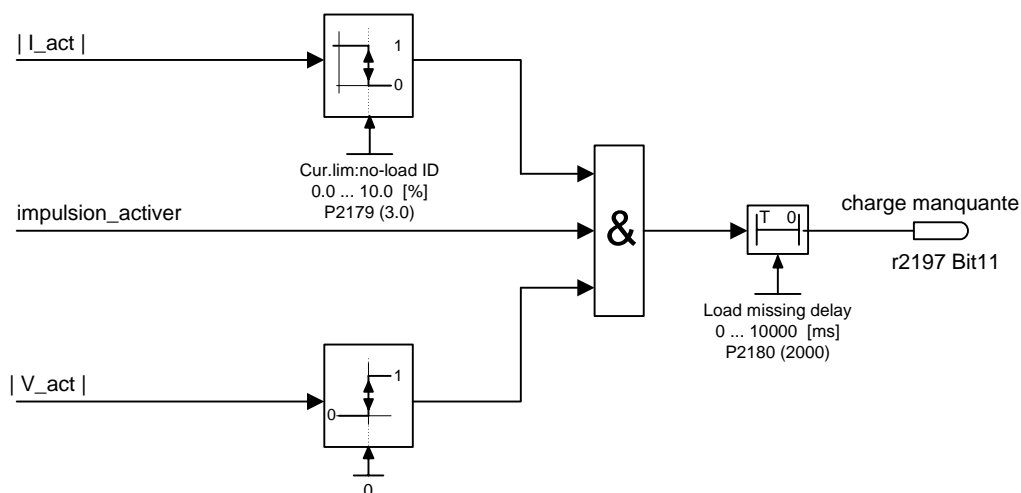 | I_act |
1
0
Cur.lim:no-load ID
0.0 ... 10.0 [%]
P2179 (3.0)
impulsion_activer
&
T 0
charge manquante
r2197 Bit11
Load missing delay
0 ... 10000 [ms]
P2180 (2000)
| V_act |
1
0
0